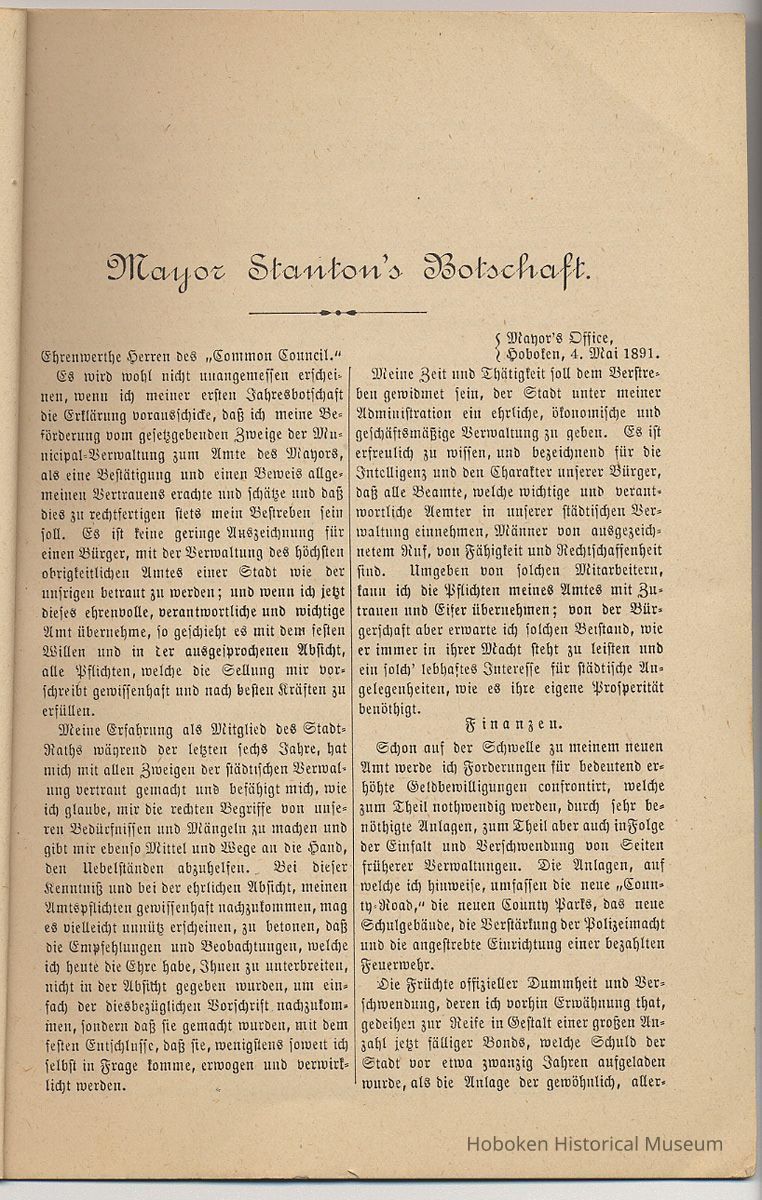 Mayor Stanton's Botschaft.
Mayor's Office,
Hoboken, 4. Mai 1891.
Ehrenwerthe Herren des „Common Council.“
Es wird wohl nicht unangemessen erschei-
nen, wenn ich meiner ersten Jahresbotschaft
die Erklärung vorausschicke, daß ich meine Be-
förderung vom gesetzgebenden Zweige der Mu-
nicipal-Verwaltung zum Amte des Mayors,
als eine Bestätigung und einen Beweis allge-
meinen Vertrauens erachte und schätze und daß
dies zu rechtfertigen stets mein Bestreben sein
soll. Es ist keine geringe Auszeichnung für
einen Bürger, mit der Verwaltung des höchsten
obrigkeitlichen Amtes einer Stadt wie der
unsrigen betraut zu werden; und wenn ich jetzt
dieses ehrenvolle, verantwortliche und wichtige
Amt übernehme, so geschieht es mit dem festen
Willen und in der ausgesprochenen Absicht,
alle Pflichten, welche die Sellung mir vor-
schreibt gewissenhaft und nach besten Kräften zu
erfüllen.
Meine Erfahrung als Mitglied des Stadt-
Raths während der letzten sechs Jahre, hat
mich mit allen Zweigen der städtischen Verwal-
ung vertraut gemacht und befähigt mich, wie
ich glaube, mir die rechten Begriffe von unse-
ren Bedürfnissen und Mängeln zu machen und
gibt mir ebenso Mittel und Wege an die Hand,
den Uebelständen abzuhelfen. Bei dieser
Kenntniß und bei der ehrlichen Absicht, meinen
Amtspflichten gewissenhaft nachzukommen, mag
es vielleicht unnütz erscheinen, zu betonen, daß
die Empfehlungen und Beobachtungen, welche
ich heute die Ehre habe, Ihnen zu unterbreiten,
nicht in der Absicht gegeben wurden, um ein-
fach der diesbezüglichen Vorschrift nachzukom-
men, sondern daß sie gemacht wurden, mit dem
festen Entschlusse, daß sie, wenigstens soweit ich
selbst in Frage komme, erwogen und verwirk-
licht werden.
Meine Zeit und Thätigkeit soll dem Verstre-
ben gewidmet sein, der Stadt unter meiner
Administration ein ehrliche, ökonomische und
geschäftsmäßige Verwaltung zu geben. Es ist
erfreulich zu wissen, und bezeichnend für die
Intelligenz und den Charakter unserer Bürger,
daß alle Beamte, welche wichtige und verant-
wortliche Aemter in unserer städtischen Ver-
waltung einnehmen, Männer von ausgezeich-
netem Ruf, von Fähigkeit und Rechtschaffenheit
sind. Umgeben von solchen Mitarbeitern,
kann ich die Pflichten meines Amtes mit Zu-
trauen und Eifer übernehmen; von der Bür-
gerschaft aber erwarte ich solchen Beistand, wie
er immer in ihrer Macht steht zu leisten und
ein solch' lebhaftes Interesse für städtische An-
gelegenheiten, wie es ihre eigene Prosperität
benöthigt.
Finanzen.
Schon auf der Schwelle zu meinem neuen
Amt werde ich Forderungen für bedeutend er-
höhte Geldbewilligungen confrontirt, welche
zum Theil nothwendig werden, durch sehr be-
nöthigte Anlagen, zum Theil aber auch inFolge
der Einfalt und Verschwendung von Seiten
früherer Verwaltungen. Die Anlagen, auf
welche ich hinweise, umfassen die neue „Coun-
ty-Road,“ die neuen County Parks, das neue
Schulgebäude, die Verstärkung der Polizeimacht
und die angestrebte Einrichtung einer bezahlten
Feuerwehr.
Die Früchte offizieller Dummheit und Ver-
schwendung, deren ich vorhin Erwähnung that,
gedeihen zur Reife in Gestalt einer großen An-
zahl jetzt fälliger Bonds, welche Schuld der
Stadt vor etwa zwanzig Jahren aufgeladen
wurde, als die Anlage der gewöhnlich, aller-
Hoboken Historical Museum